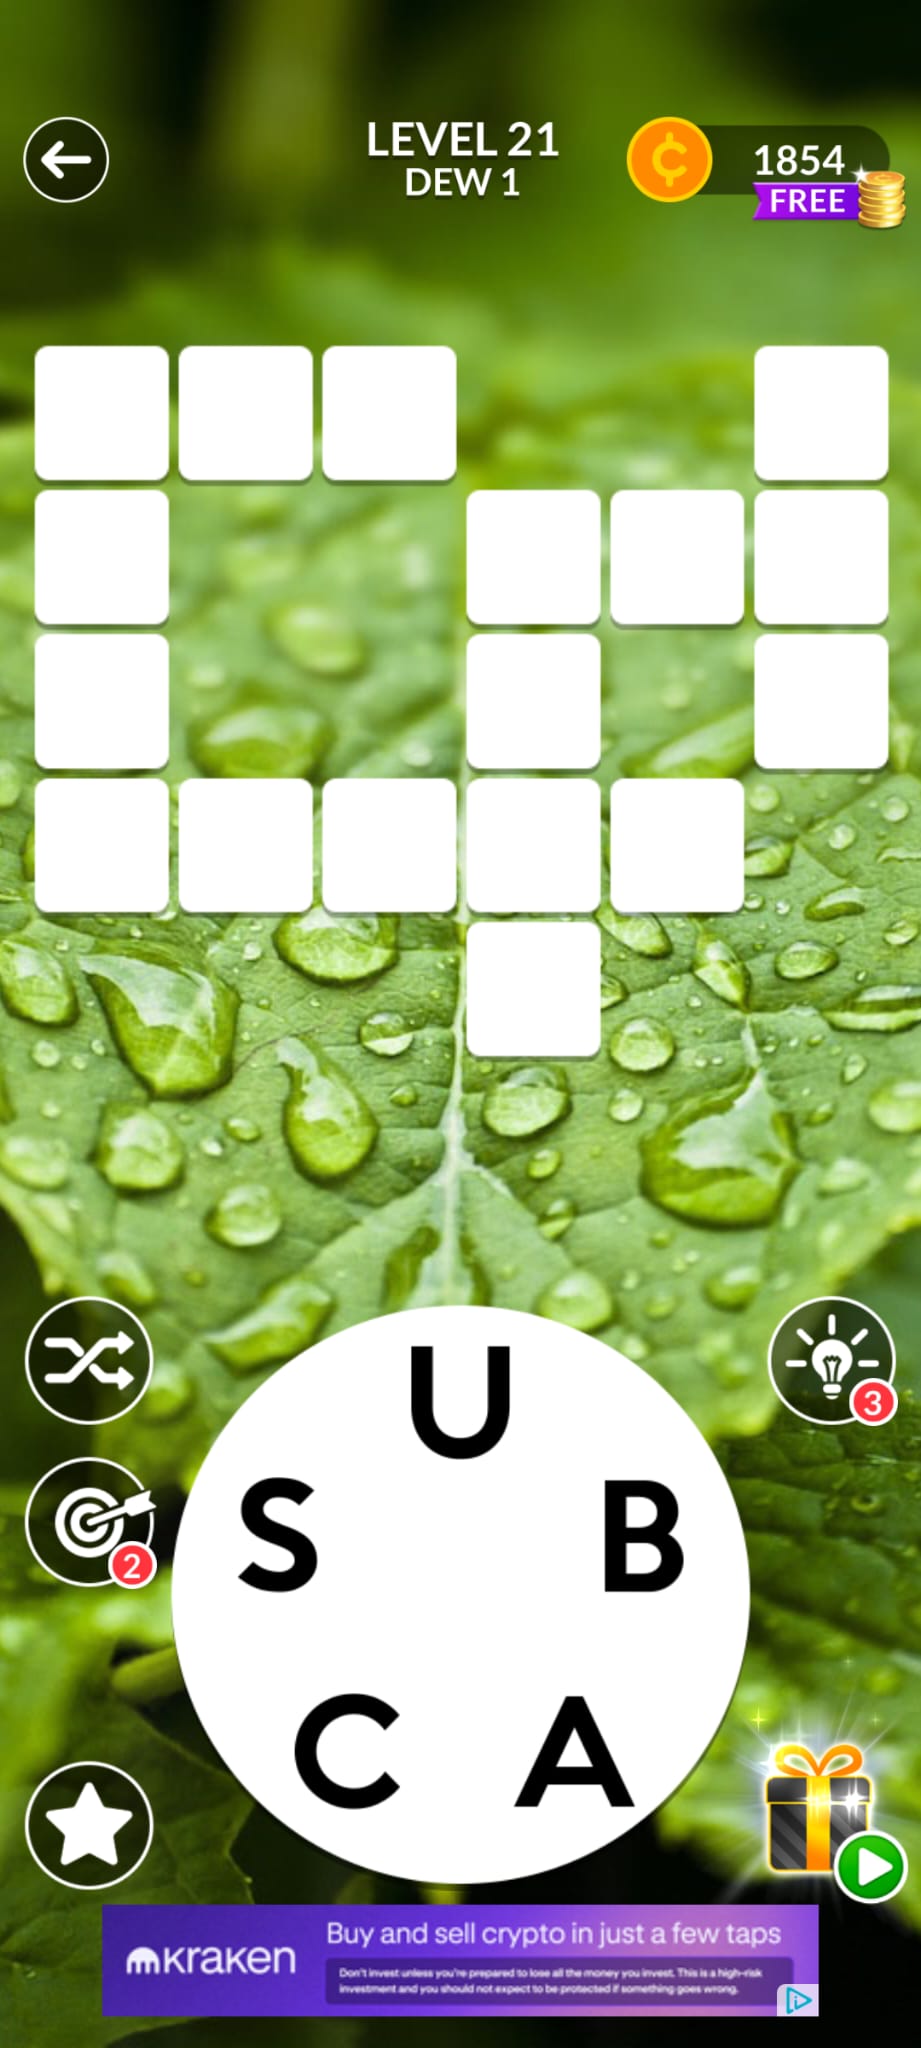 LEVEL 21
DEW 1
1854
FREE
U
S
B
C
A
3
2
kraken
Buy and sell crypto in just a few taps
Don't invest unless you're prepared to lose all the money you invest. This is a high-risk
investment and you should not expect to be protected if something goes wrong.